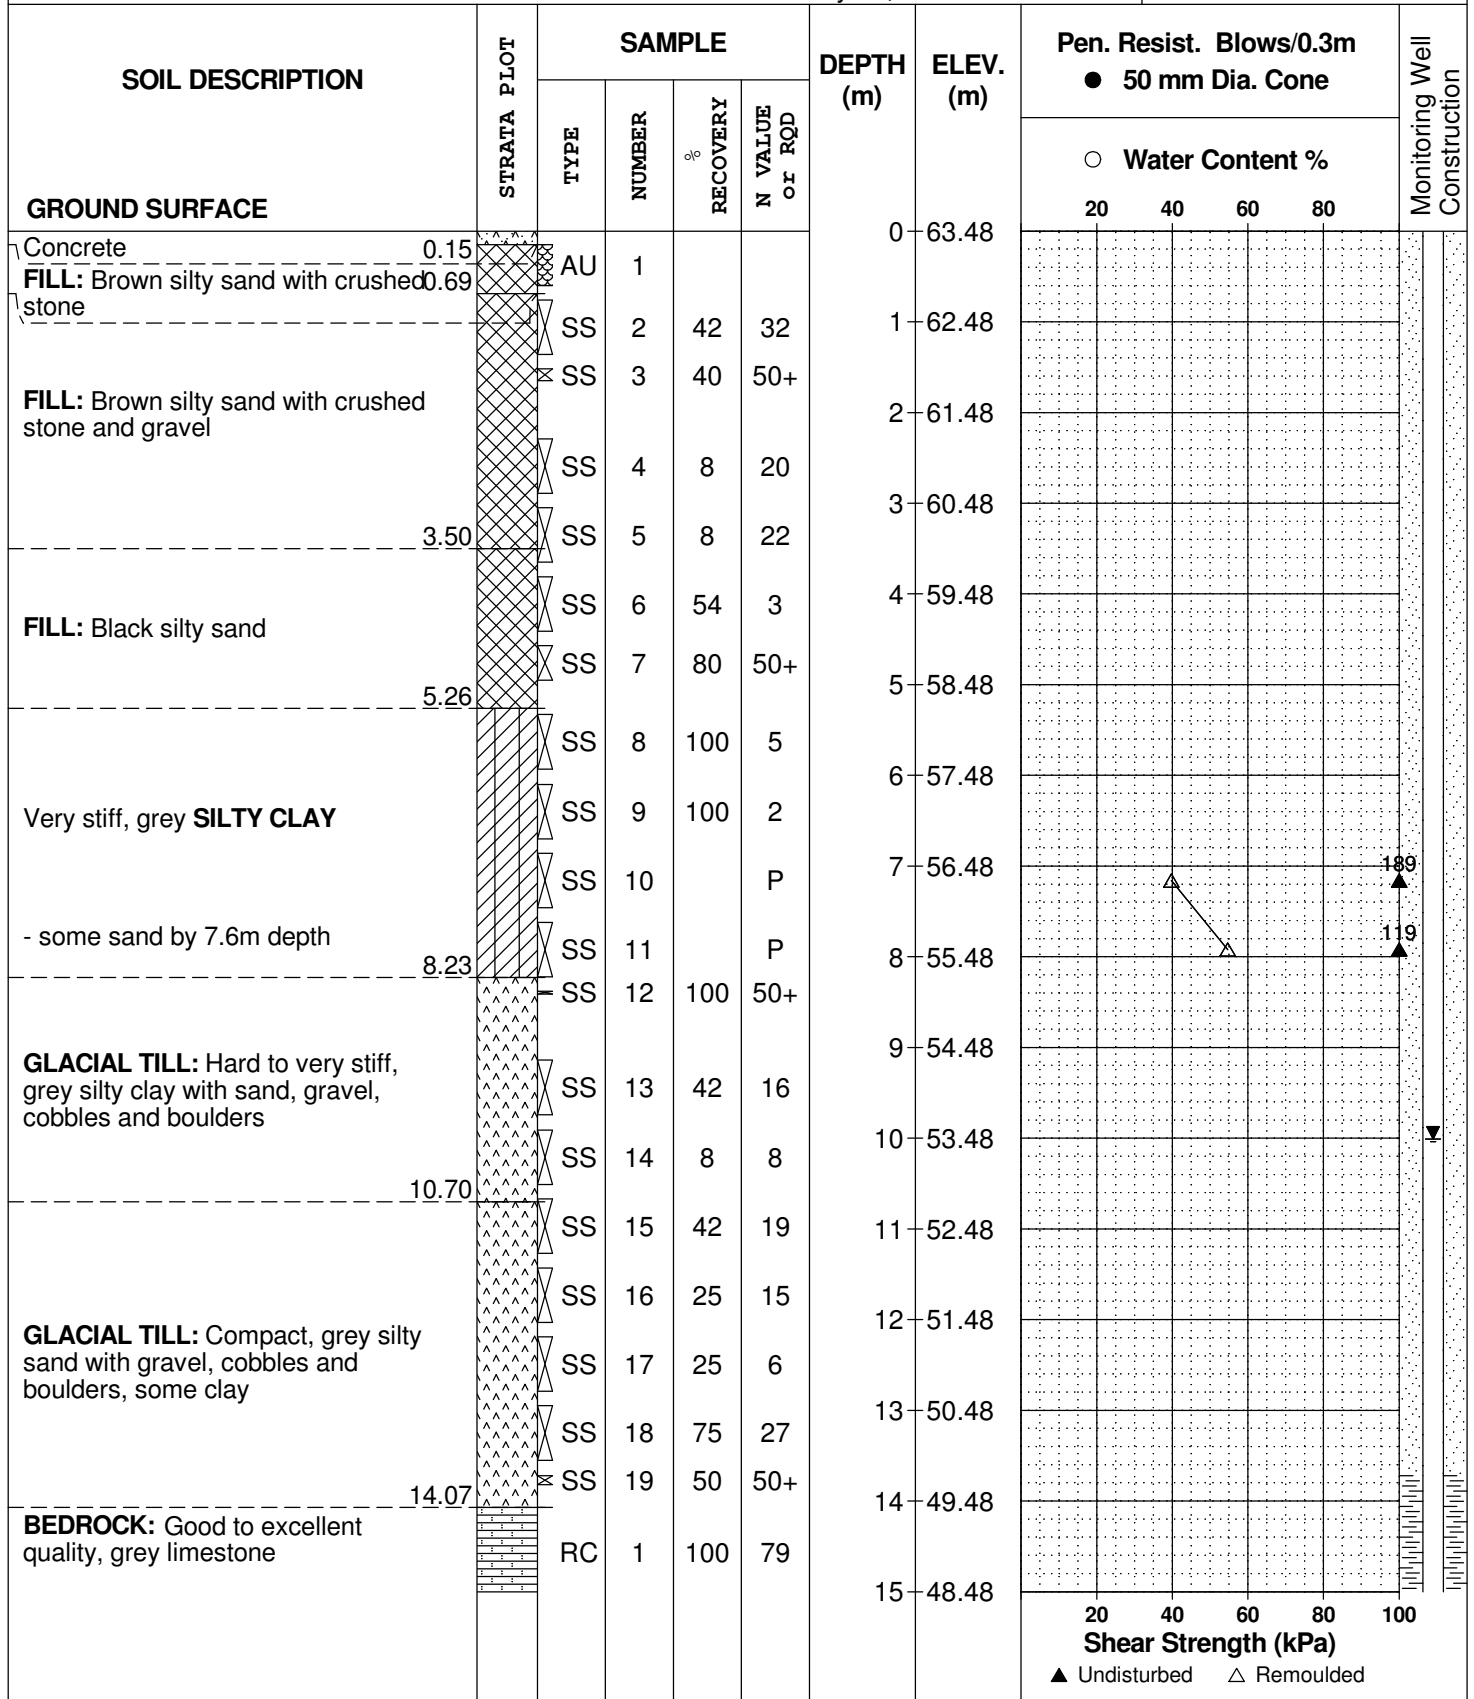 SOIL DESCRIPTION
GROUND SURFACE
STRATA PLOT
SAMPLE
TYPE
NUMBER
%
RECOVERY
N VALUE
or RQD
DEPTH
(m)
ELEV.
(m)
Pen. Resist. Blows/0.3m
● 50 mm Dia. Cone
○ Water Content %
20 40 60 80
Monitoring Well
Construction
Concrete 0.15
FILL: Brown silty sand with crushed 0.69
stone
FILL: Brown silty sand with crushed
stone and gravel
3.50
FILL: Black silty sand
5.26
Very stiff, grey SILTY CLAY
- some sand by 7.6m depth
8.23
GLACIAL TILL: Hard to very stiff,
grey silty clay with sand, gravel,
cobbles and boulders
10.70
GLACIAL TILL: Compact, grey silty
sand with gravel, cobbles and
boulders, some clay
14.07
BEDROCK: Good to excellent
quality, grey limestone
AU 1
SS 2 42 32
SS 3 40 50+
SS 4 8 20
SS 5 8 22
SS 6 54 3
SS 7 80 50+
SS 8 100 5
SS 9 100 2
SS 10 P
SS 11 P
SS 12 100 50+
SS 13 42 16
SS 14 8 8
SS 15 42 19
SS 16 25 15
SS 17 25 6
SS 18 75 27
SS 19 50 50+
RC 1 100 79
0 63.48
1 62.48
2 61.48
3 60.48
4 59.48
5 58.48
6 57.48
7 56.48
8 55.48
9 54.48
10 53.48
11 52.48
12 51.48
13 50.48
14 49.48
15 48.48
189
119
20 40 60 80 100
Shear Strength (kPa)
▲ Undisturbed △ Remoulded